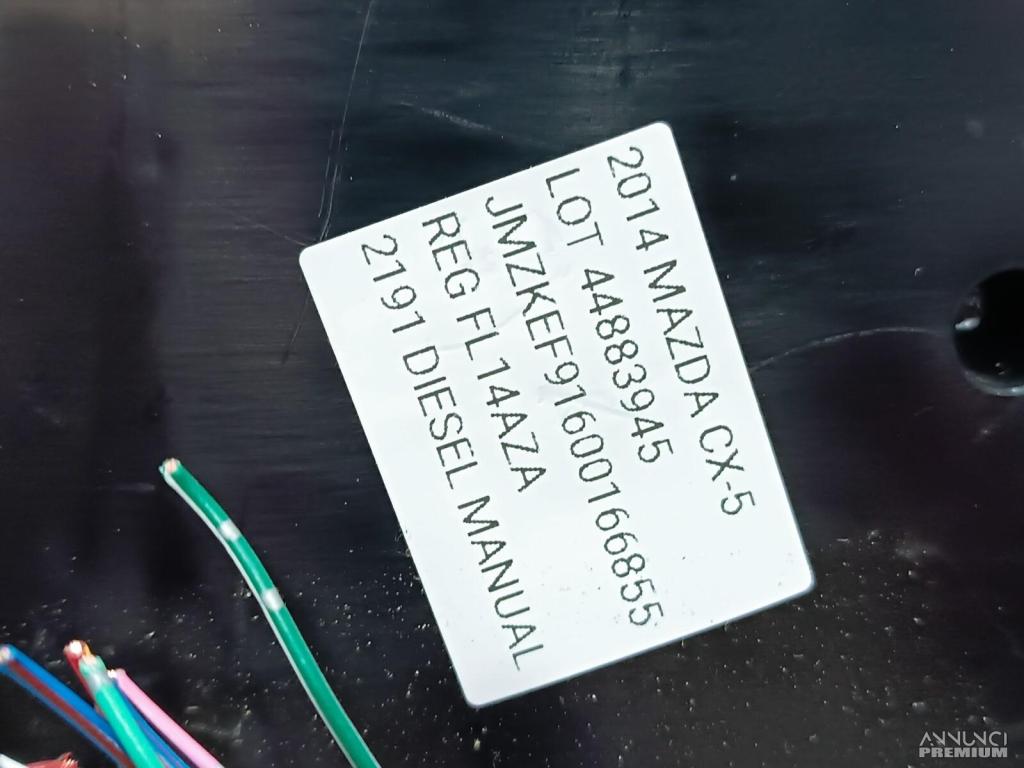 2014 MAZDA CX-5
LOT 44883945
JMZKEF91600166855
REG FL14AZA
2191 DIESEL MANUAL
ANNUNCI
PREMIUM